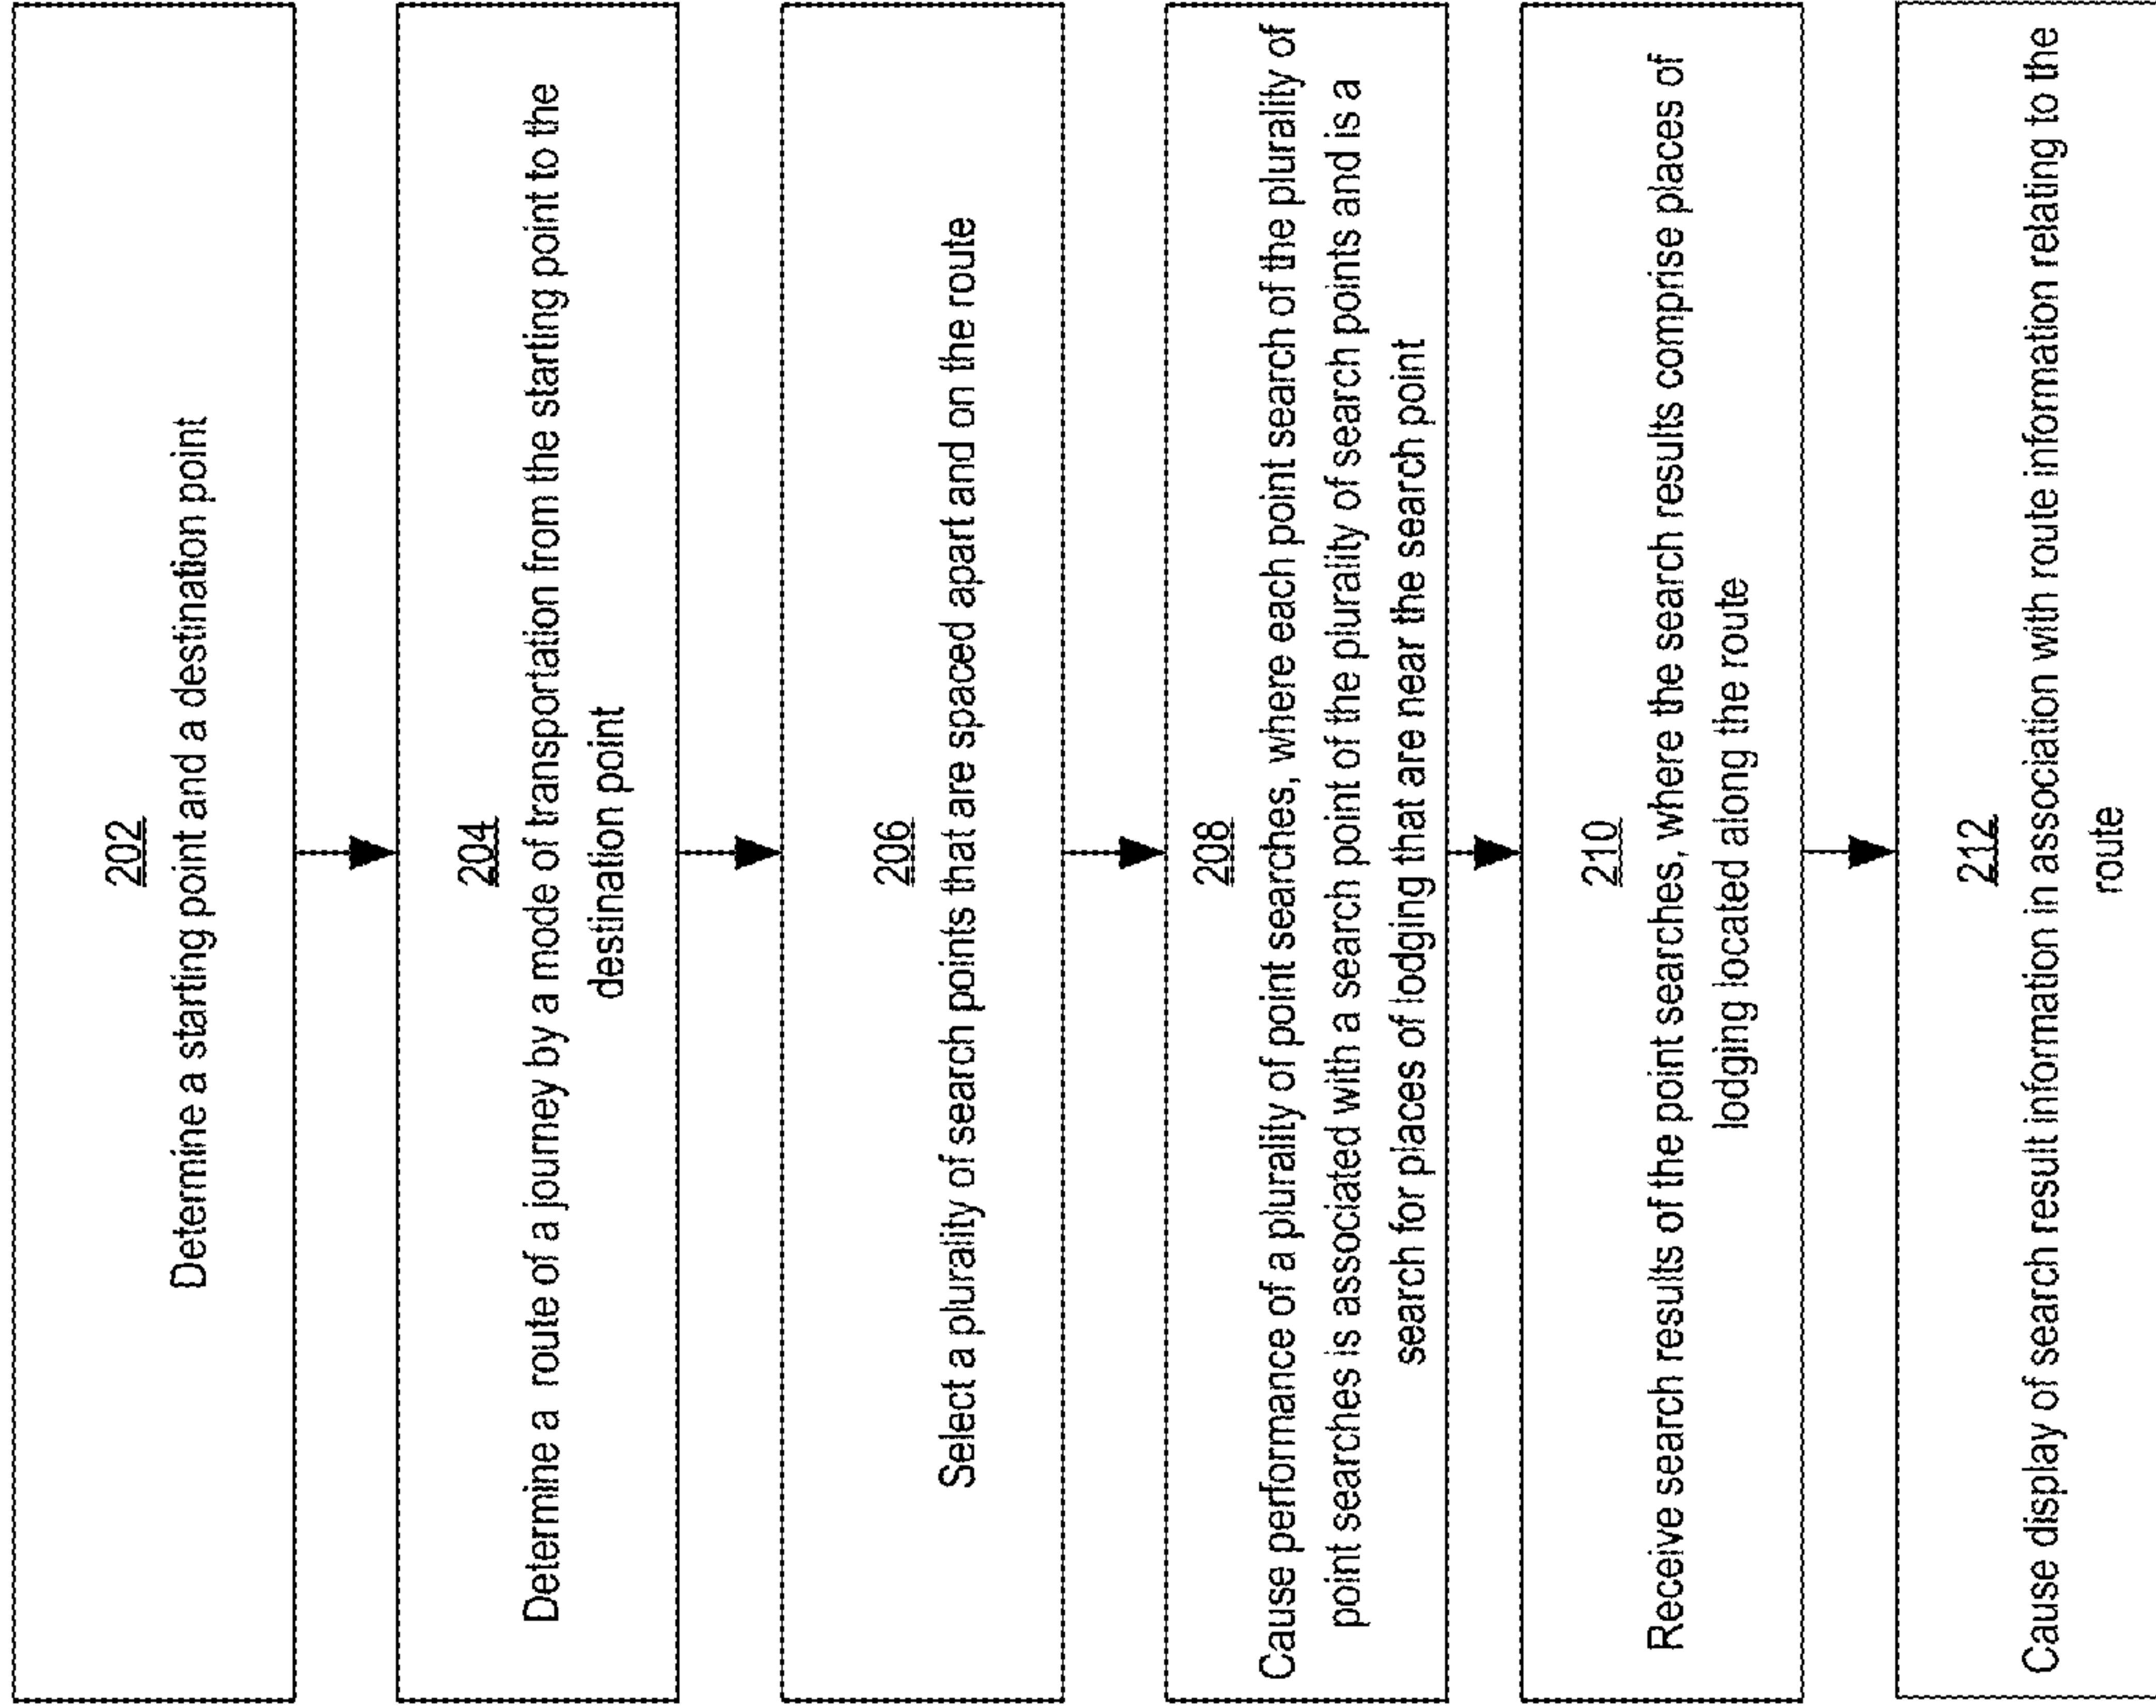 202
Determine a starting point and a destination point
204
Determine a route of a journey by a mode of transportation from the starting point to the
destination point
206
Select a plurality of search points that are spaced apart and on the route
208
Cause performance of a plurality of point searches, where each point search of the plurality of
point searches is associated with a search point of the plurality of search points and is a
search for places of lodging that are near the search point
210
Receive search results of the point searches, where the search results comprise places of
lodging located along the route
212
Cause display of search result information in association with route information relating to the
route